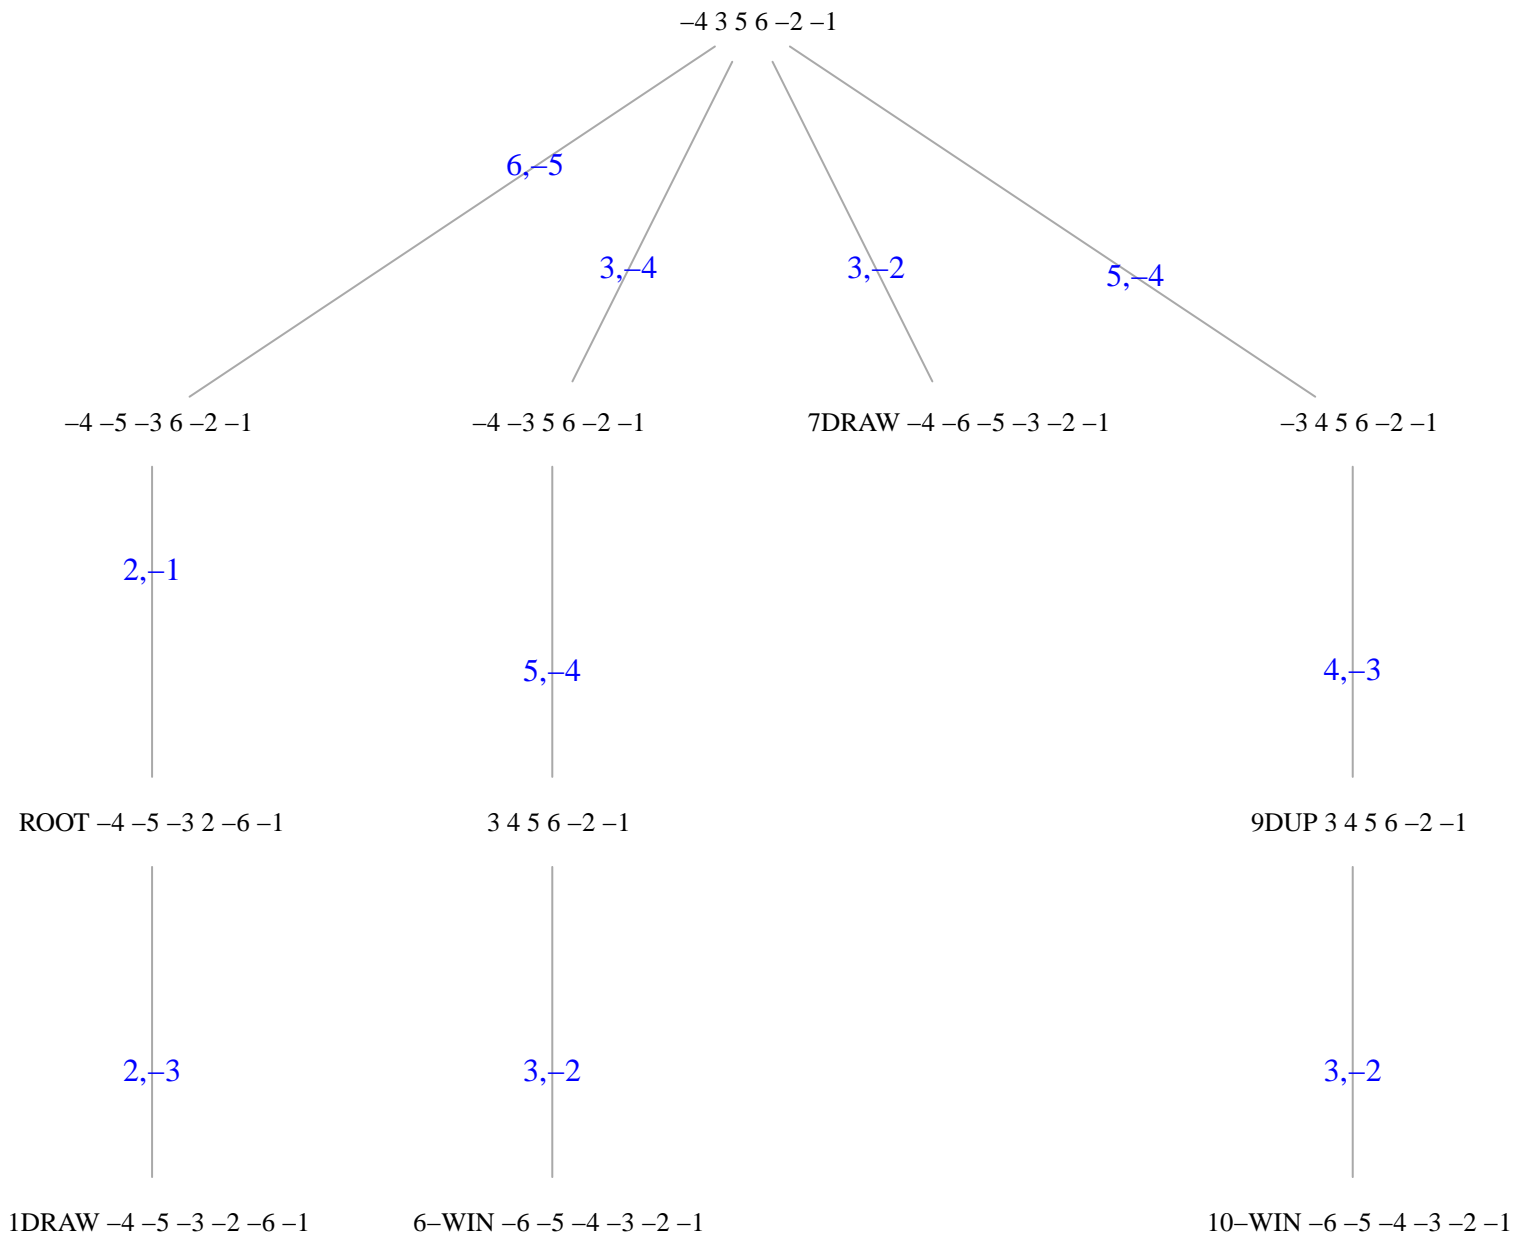 –4 3 5 6 –2 –1
6,–5
3,–4
3,–2
5,–4
–4 –5 –3 6 –2 –1
–4 –3 5 6 –2 –1
7DRAW –4 –6 –5 –3 –2 –1
–3 4 5 6 –2 –1
2,–1
5,–4
4,–3
ROOT –4 –5 –3 2 –6 –1
3 4 5 6 –2 –1
9DUP 3 4 5 6 –2 –1
2,–3
3,–2
3,–2
1DRAW –4 –5 –3 –2 –6 –1
6–WIN –6 –5 –4 –3 –2 –1
10–WIN –6 –5 –4 –3 –2 –1